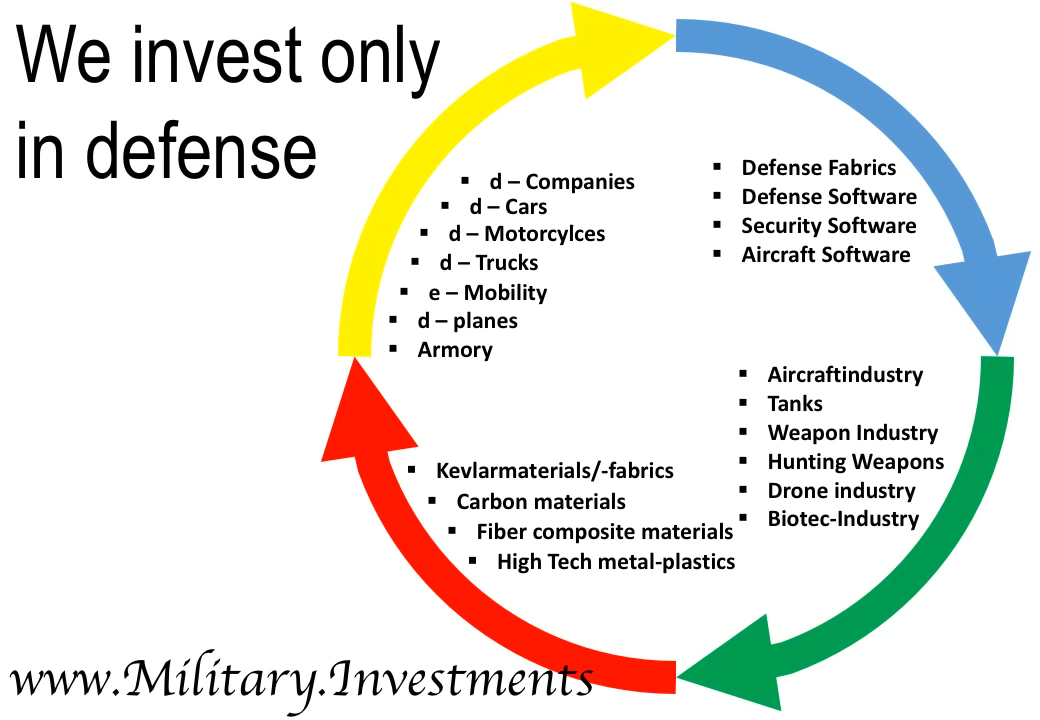 We invest only
in defense
d – Companies
d – Cars
d – Motorcylces
d – Trucks
e – Mobility
d – planes
Armory
Defense Fabrics
Defense Software
Security Software
Aircraft Software
Aircraftindustry
Tanks
Weapon Industry
Hunting Weapons
Drone industry
Biotec-Industry
Kevlarmaterials/-fabrics
Carbon materials
Fiber composite materials
High Tech metal-plastics
www.Military.Investments